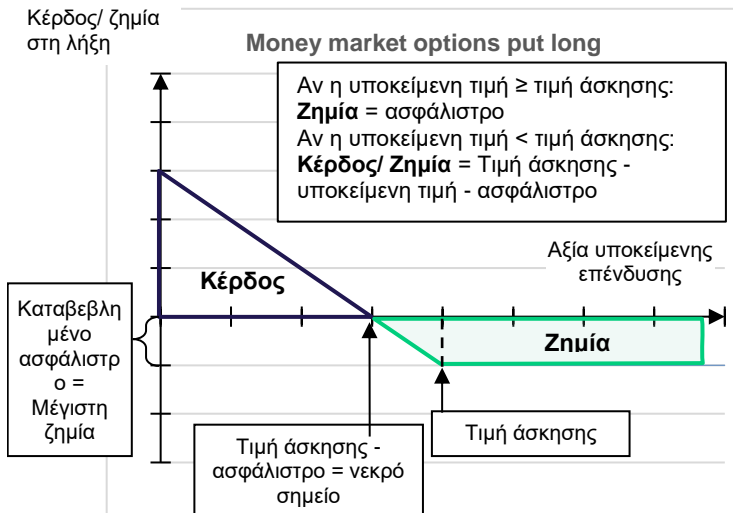 Κέρδος/ ζημία
στη λήξη
Money market options put long
Αν η υποκείμενη τιμή ≥ τιμή άσκησης:
Ζημία = ασφάλιστρο
Αν η υποκείμενη τιμή < τιμή άσκησης:
Κέρδος/ Ζημία = Τιμή άσκησης -
υποκείμενη τιμή - ασφάλιστρο
Αξία υποκείμενης
επένδυσης
Κέρδος
Καταβεβλη
μένο
ασφάλιστρ
ο =
Μέγιστη
ζημία
Ζημία
Τιμή άσκησης -
ασφάλιστρο = νεκρό
σημείο
Τιμή άσκησης